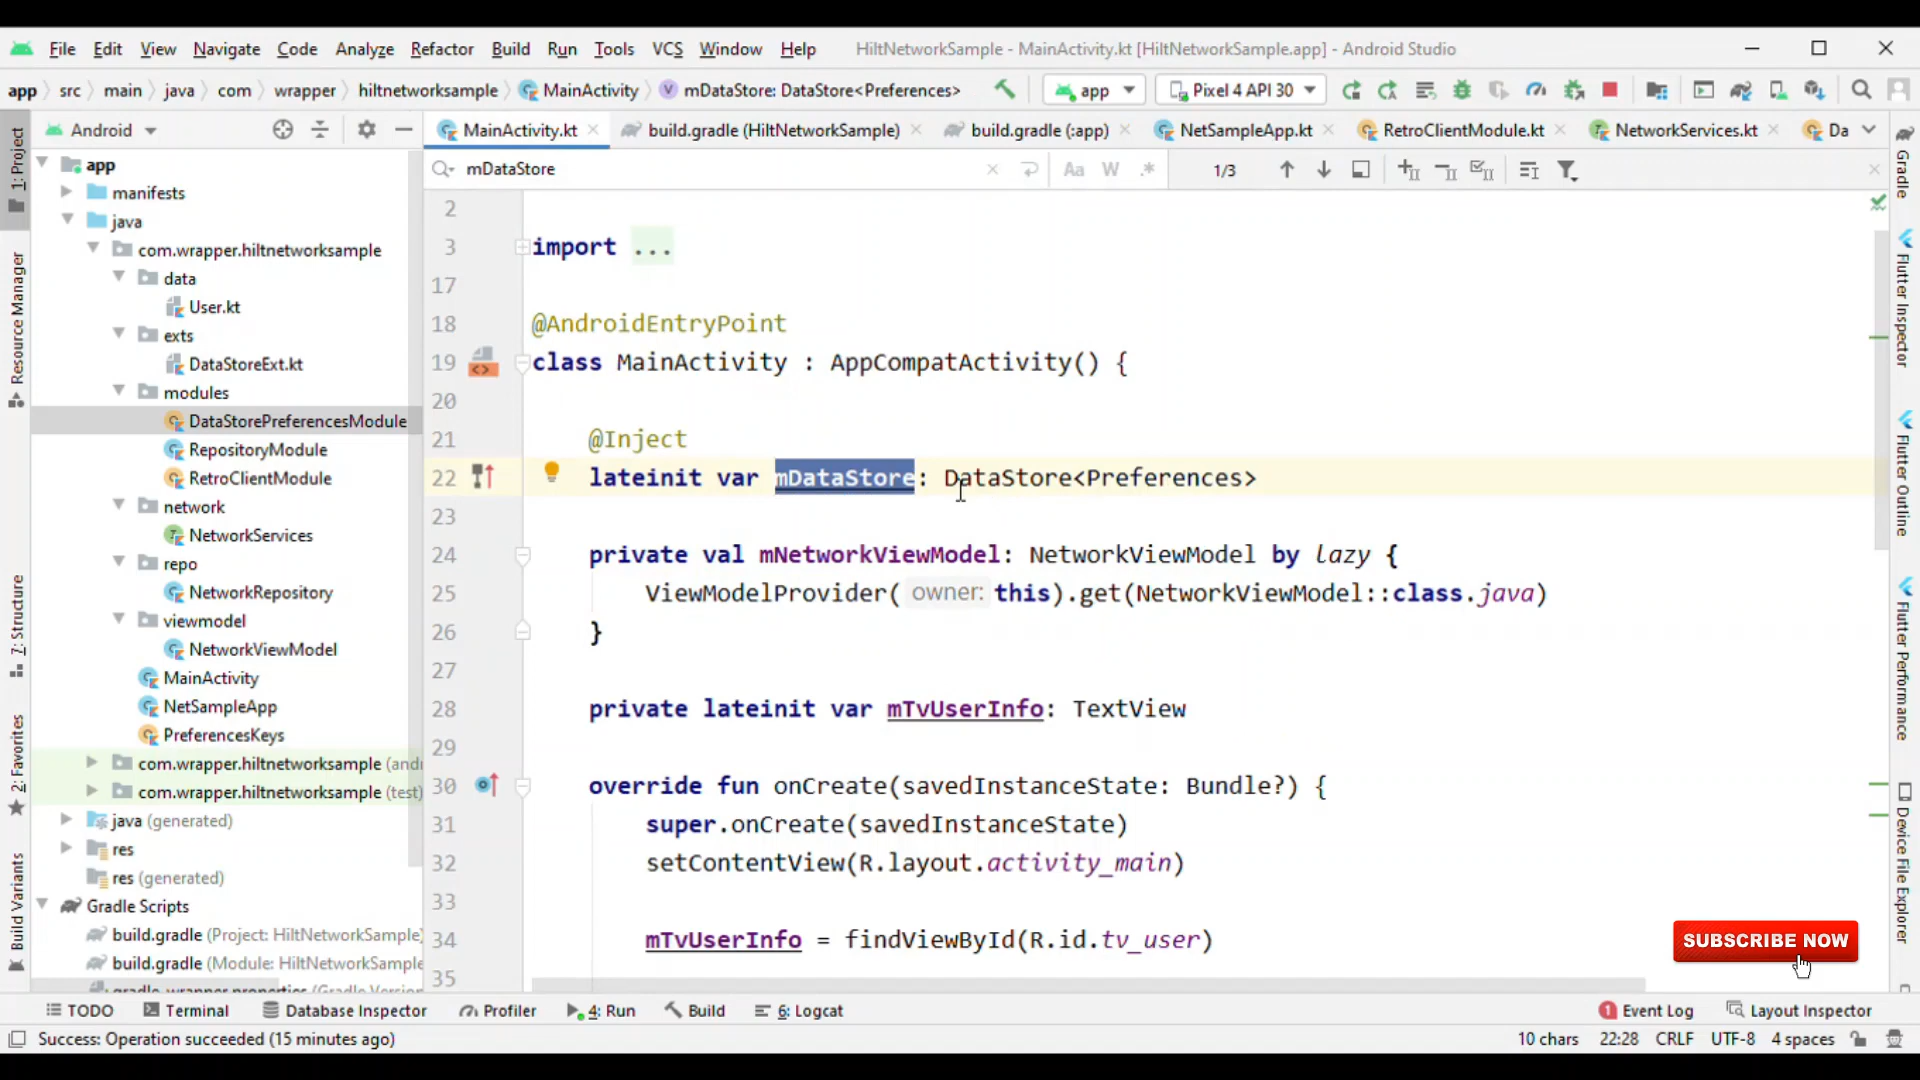 File Edit View Navigate Code Analyze Refactor Build Run Tools VCS Window Help HiltNetworkSample - MainActivity.kt [HiltNetworkSample.app] - Android Studio
app src main java com wrapper hiltnetworksample MainActivity mDataStore: DataStore<Preferences> app Pixel 4 API 30
Android
MainActivity.kt build.gradle (HiltNetworkSample) build.gradle (:app) NetSampleApp.kt RetroClientModule.kt NetworkServices.kt Da
mDataStore Aa W .* 1/3
1: Project
Resource Manager
7: Structure
2: Favorites
Build Variants
app
manifests
java
com.wrapper.hiltnetworksample
data
User.kt
exts
DataStoreExt.kt
modules
DataStorePreferencesModule
RepositoryModule
RetroClientModule
network
NetworkServices
repo
NetworkRepository
viewmodel
NetworkViewModel
MainActivity
NetSampleApp
PreferencesKeys
com.wrapper.hiltnetworksample (andr
com.wrapper.hiltnetworksample (test)
java (generated)
res
res (generated)
Gradle Scripts
build.gradle (Project: HiltNetworkSample)
build.gradle (Module: HiltNetworkSample
gradle-wrapper.properties (Gradle Version
2
3 import ...
17
18 @AndroidEntryPoint
19 class MainActivity : AppCompatActivity() {
20
21 @Inject
22 lateinit var mDataStore: DataStore<Preferences>
23
24 private val mNetworkViewModel: NetworkViewModel by lazy {
25 ViewModelProvider( owner: this).get(NetworkViewModel::class.java)
26 }
27
28 private lateinit var mTvUserInfo: TextView
29
30 override fun onCreate(savedInstanceState: Bundle?) {
31 super.onCreate(savedInstanceState)
32 setContentView(R.layout.activity_main)
33
34 mTvUserInfo = findViewById(R.id.tv_user)
35
Gradle
Flutter Inspector
Flutter Outline
Flutter Performance
Device File Explorer
SUBSCRIBE NOW
TODO Terminal Database Inspector Profiler 4: Run Build 6: Logcat 1 Event Log Layout Inspector
Success: Operation succeeded (15 minutes ago) 10 chars 22:28 CRLF UTF-8 4 spaces